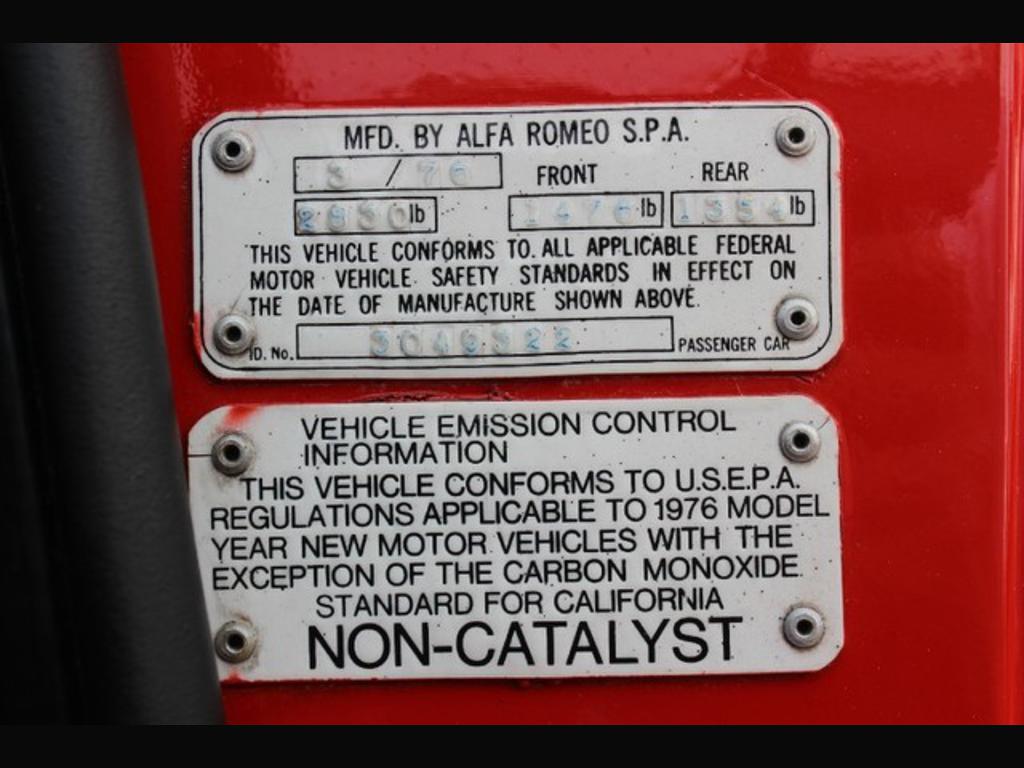 MFD. BY ALFA ROMEO S.P.A.
3 / 76 FRONT REAR
2830 lb 1476 lb 1354 lb
THIS VEHICLE CONFORMS TO. ALL APPLICABLE FEDERAL
MOTOR VEHICLE SAFETY STANDARDS IN EFFECT ON
THE DATE OF MANUFACTURE SHOWN ABOVE.
ID. No. PASSENGER CAR
VEHICLE EMISSION CONTROL
INFORMATION
THIS VEHICLE CONFORMS TO U.S.E.P.A.
REGULATIONS APPLICABLE TO 1976 MODEL
YEAR NEW MOTOR VEHICLES WITH THE
EXCEPTION OF THE CARBON MONOXIDE
STANDARD FOR CALIFORNIA
NON-CATALYST